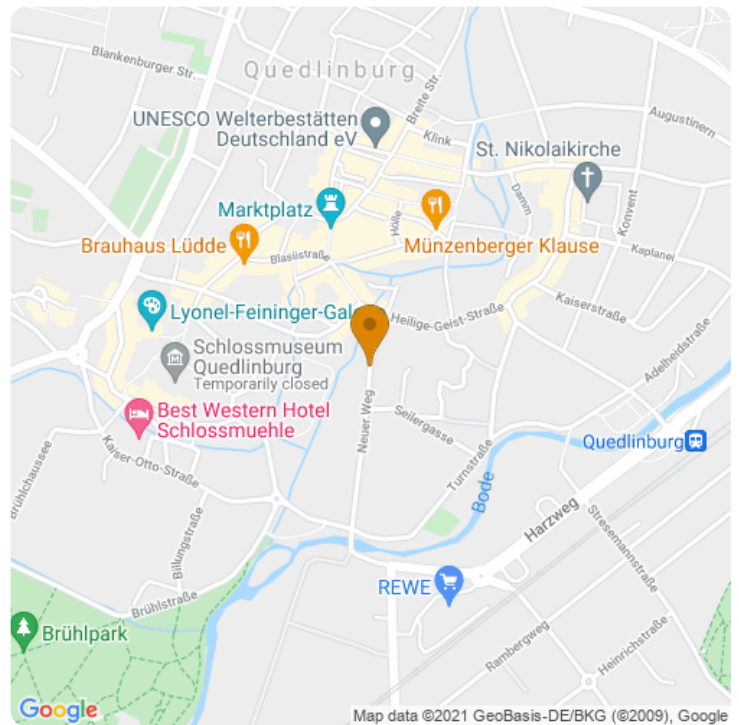 Blankenburger Str.
Quedlinburg
Breite Str.
UNESCO Welterbestätten
Deutschland eV
Klink
Augustinern
St. Nikolaikirche
Marktplatz
Hölle
Damm
Konvent
Brauhaus Lüdde
Blasiistraße
Münzenberger Klause
Kaplanei
Lyonel-Feininger-Gal
Heilige-Geist-Straße
Kaiserstraße
Adelheidstraße
Schlossmuseum
Quedlinburg
Temporarily closed
Best Western Hotel
Schlossmuehle
Neuer Weg
Seilergasse
Turnstraße
Quedlinburg
Brühlchaussee
Kaiser-Otto-Straße
Bode
Harzweg
Stresemannstraße
Billungstraße
Brühlstraße
REWE
Brühlpark
Rambergweg
Heinrichstraße
Google
Map data ©2021 GeoBasis-DE/BKG (©2009), Google